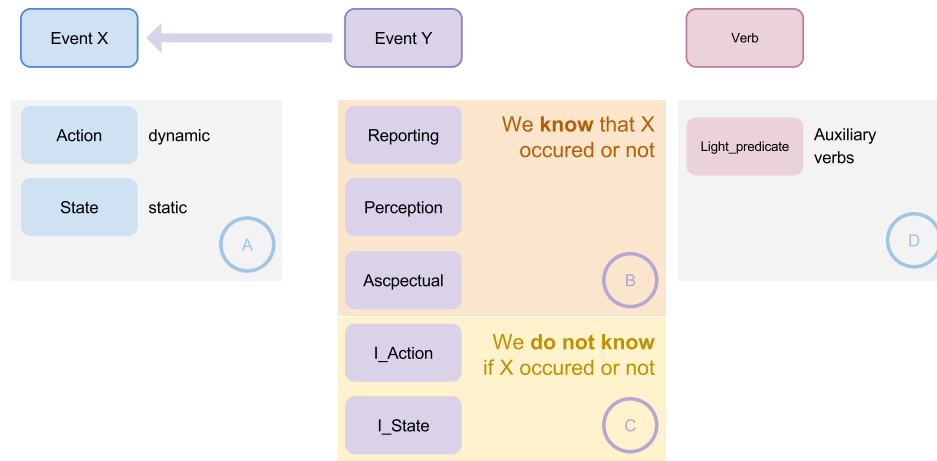 Event X
Event Y
Verb
Action
dynamic
State
static
A
Reporting
We know that X
occured or not
Perception
Ascpectual
B
I_Action
We do not know
if X occured or not
I_State
C
Light_predicate
Auxiliary
verbs
D